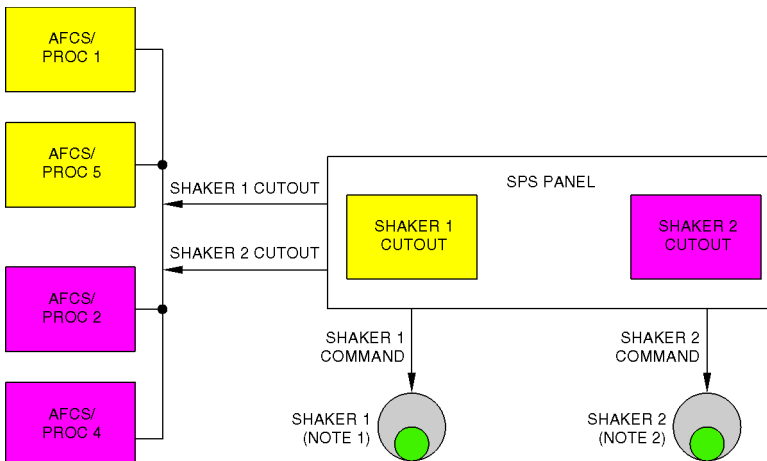 AFCS/
PROC 1
AFCS/
PROC 5
SHAKER 1 CUTOUT
SPS PANEL
SHAKER 1
CUTOUT
SHAKER 2
CUTOUT
SHAKER 2 CUTOUT
AFCS/
PROC 2
SHAKER 1
COMMAND
SHAKER 2
COMMAND
AFCS/
PROC 4
SHAKER 1
(NOTE 1)
SHAKER 2
(NOTE 2)